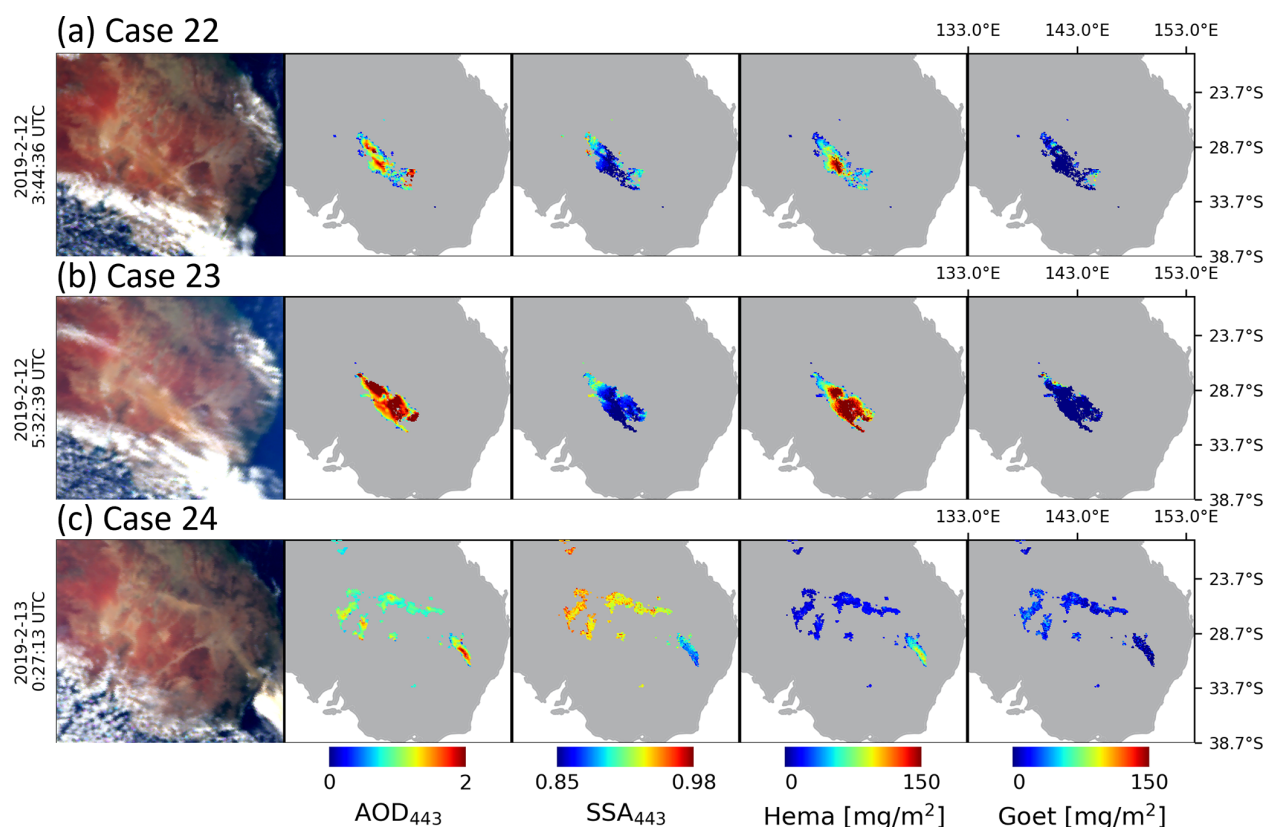 (a) Case 22
133.0°E 143.0°E 153.0°E
2019-2-12
3:44:36 UTC
23.7°S
28.7°S
33.7°S
38.7°S
(b) Case 23
133.0°E 143.0°E 153.0°E
2019-2-12
5:32:39 UTC
23.7°S
28.7°S
33.7°S
38.7°S
(c) Case 24
133.0°E 143.0°E 153.0°E
2019-2-13
0:27:13 UTC
23.7°S
28.7°S
33.7°S
38.7°S
0 2 0.85 0.98 0 150 0 150
AOD₄₄₃ SSA₄₄₃ Hema [mg/m²] Goet [mg/m²]